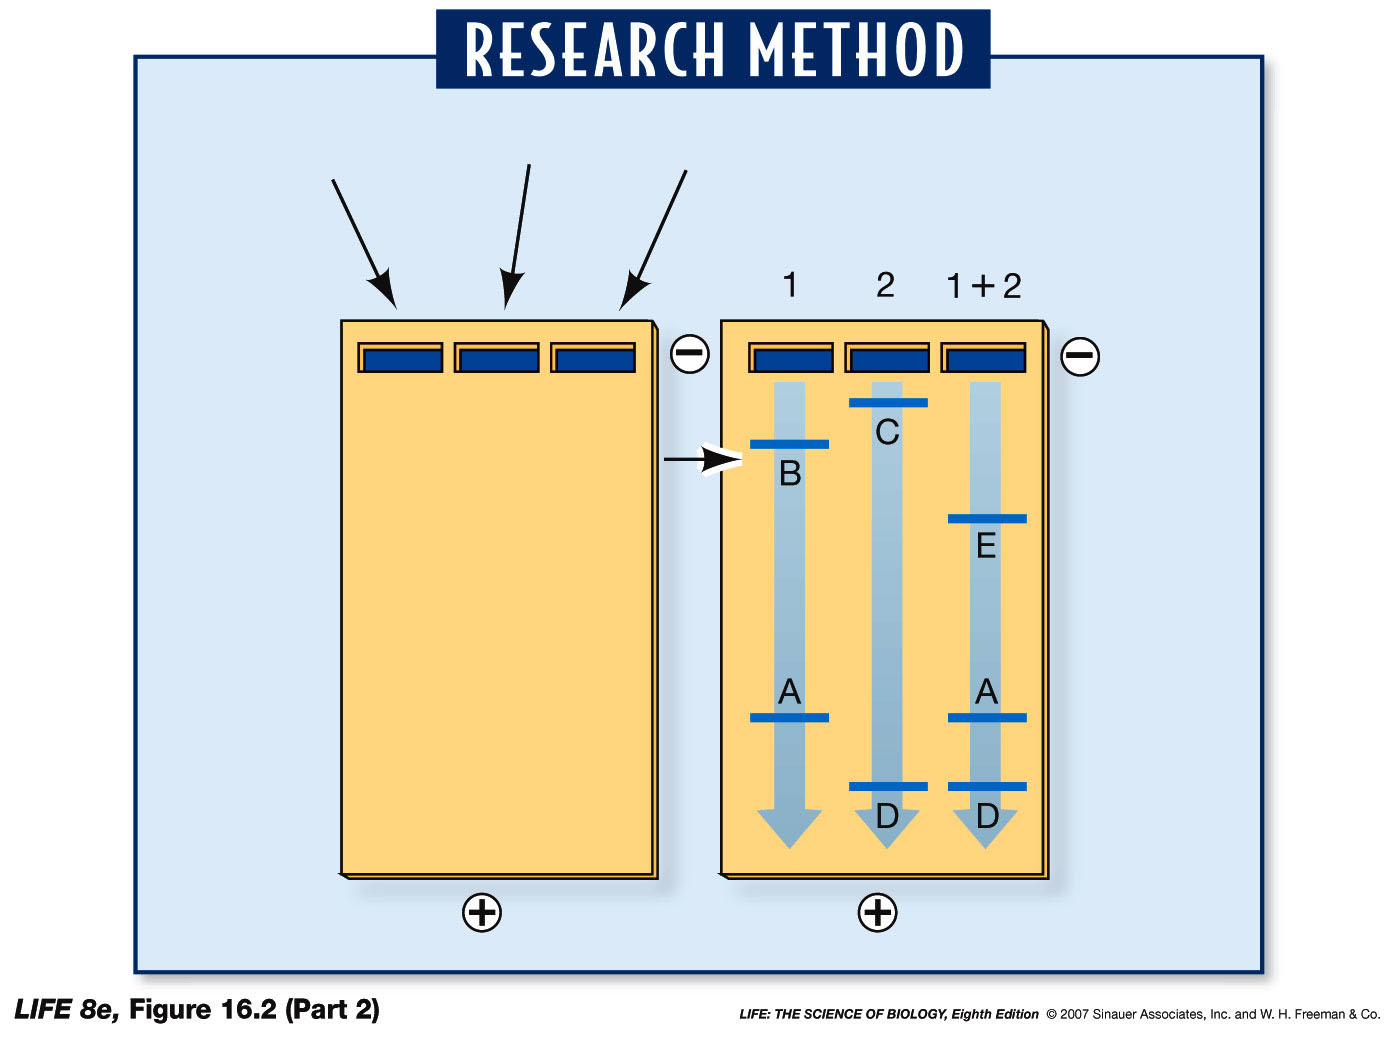 RESEARCH METHOD
1 2 1+2
− −
C
B
E
A A
D D
+ +
LIFE 8e, Figure 16.2 (Part 2)
LIFE: THE SCIENCE OF BIOLOGY, Eighth Edition © 2007 Sinauer Associates, Inc. and W. H. Freeman & Co.